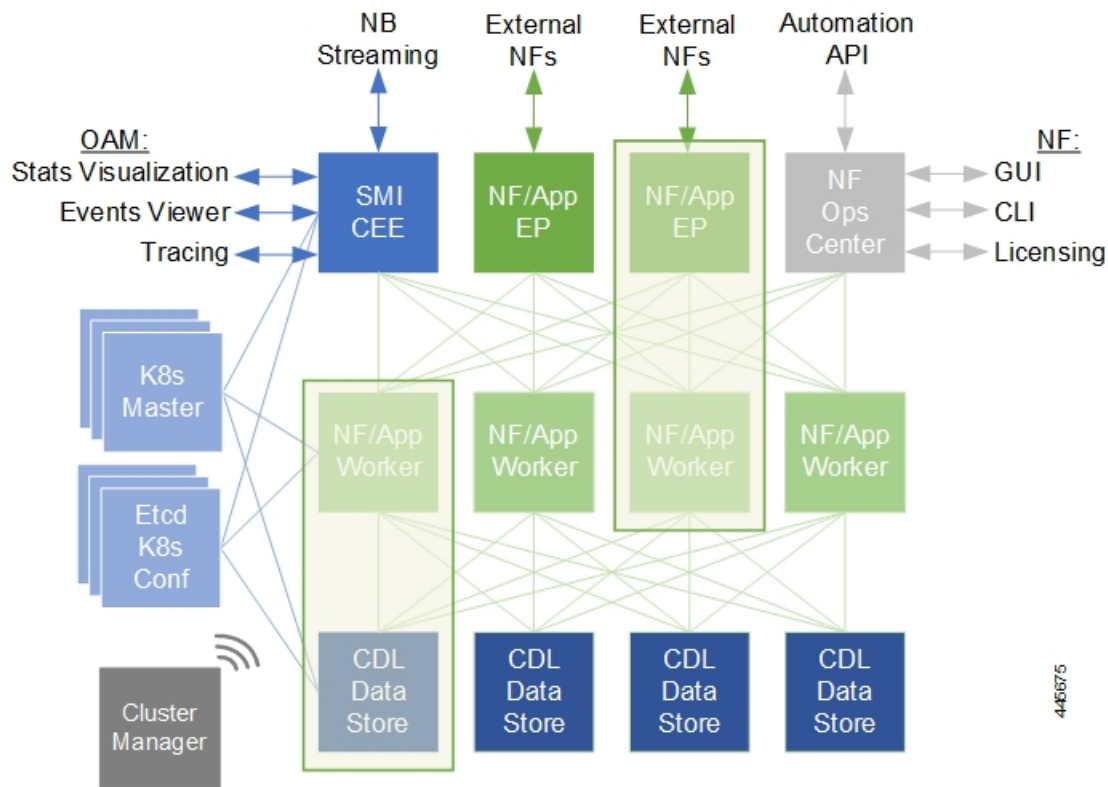 NB
Streaming
External
NFs
External
NFs
Automation
API
OAM:
Stats Visualization
Events Viewer
Tracing
SMI
CEE
NF/App
EP
NF/App
EP
NF
Ops
Center
NF:
GUI
CLI
Licensing
K8s
Master
NF/App
Worker
NF/App
Worker
NF/App
Worker
NF/App
Worker
Etcd
K8s
Conf
Cluster
Manager
CDL
Data
Store
CDL
Data
Store
CDL
Data
Store
CDL
Data
Store
445675